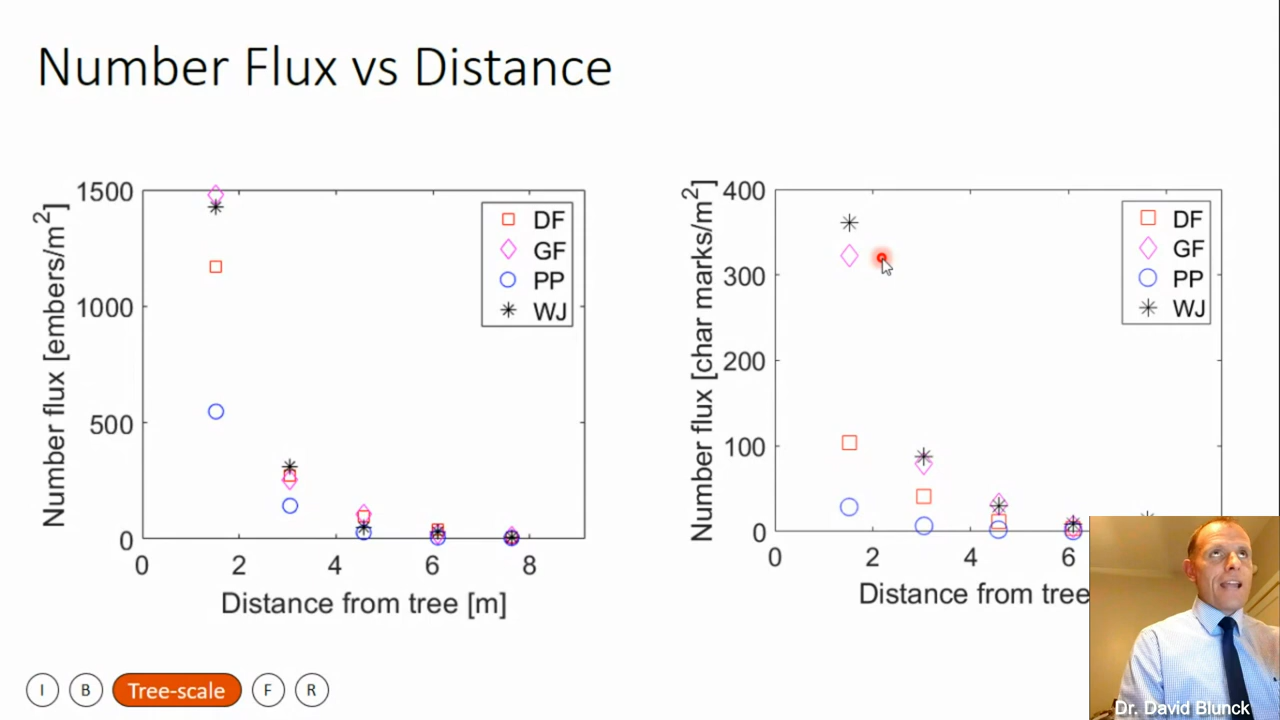 Number Flux vs Distance
Number flux [embers/m²]
1500
1000
500
0
0 2 4 6 8
Distance from tree [m]
DF
GF
PP
WJ
Number flux [char marks/m²]
400
300
200
100
0
0 2 4 6
Distance from tree
DF
GF
PP
WJ
I B Tree-scale F R
Dr. David Blunck